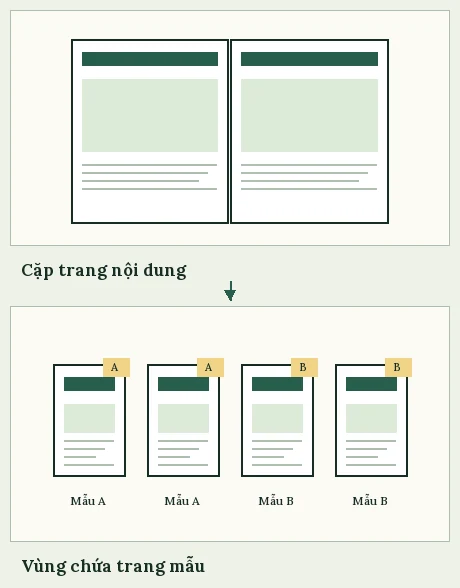 Cặp trang nội dung
A A B B
Mẫu A Mẫu A Mẫu B Mẫu B
Vùng chứa trang mẫu